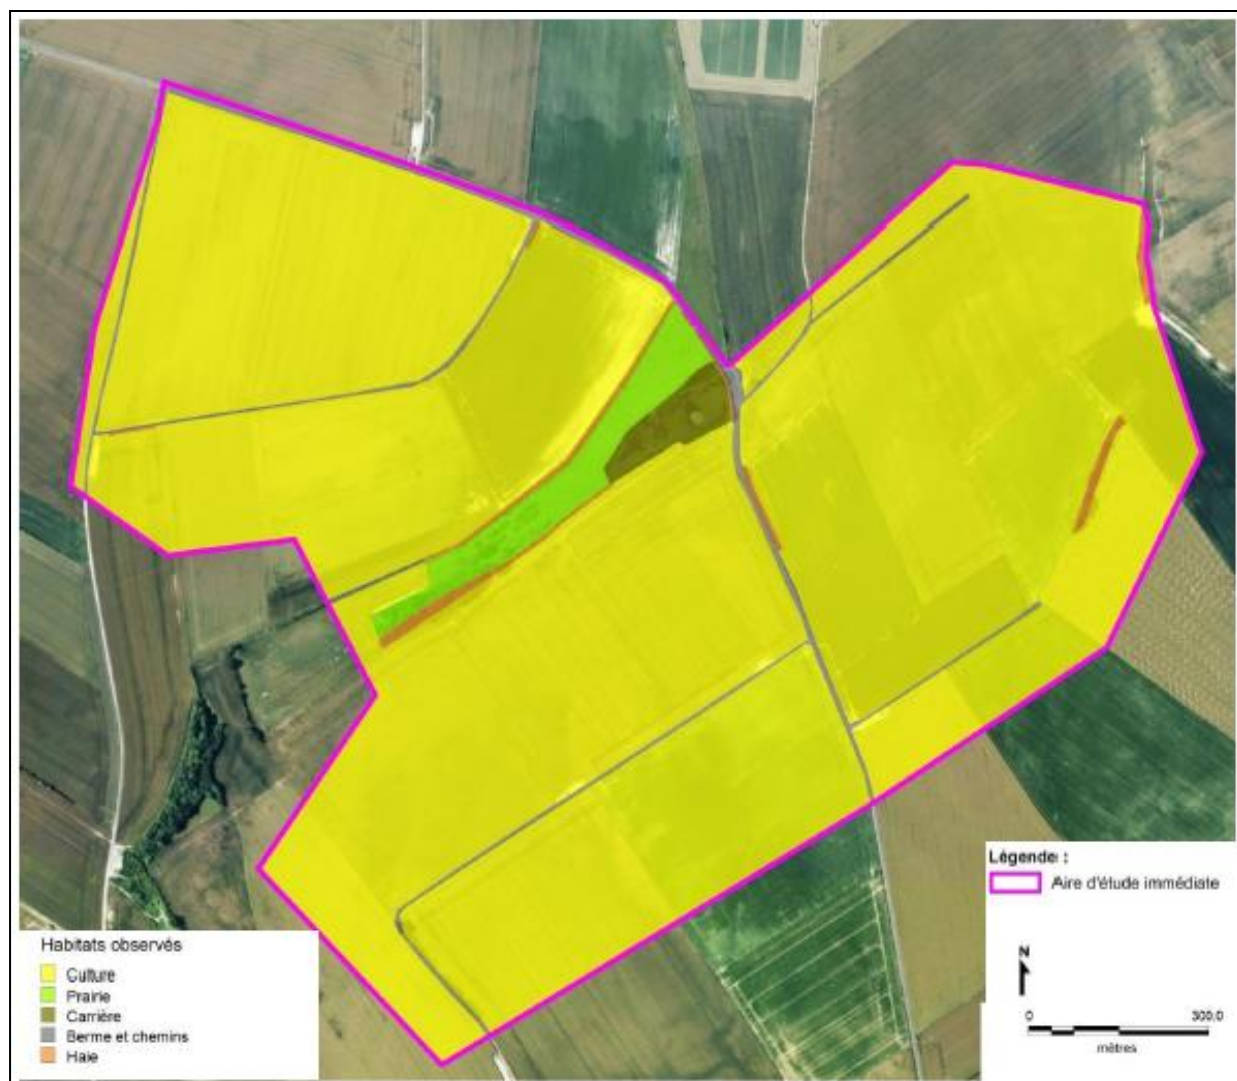 Légende :
Aire d'étude immédiate
N
0 300,0
mètres
Habitats observés
Culture
Prairie
Carrière
Berme et chemins
Haie